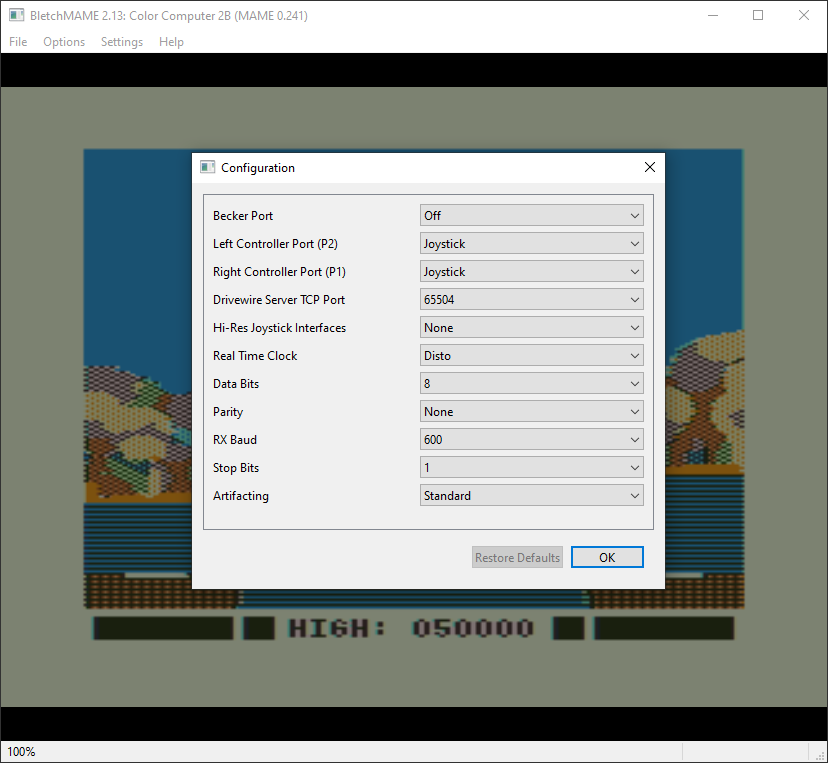 BletchMAME 2.13: Color Computer 2B (MAME 0.241)
File Options Settings Help
Configuration
Becker Port Off
Left Controller Port (P2) Joystick
Right Controller Port (P1) Joystick
Drivewire Server TCP Port 65504
Hi-Res Joystick Interfaces None
Real Time Clock Disto
Data Bits 8
Parity None
RX Baud 600
Stop Bits 1
Artifacting Standard
Restore Defaults OK
HIGH: 050000
100%